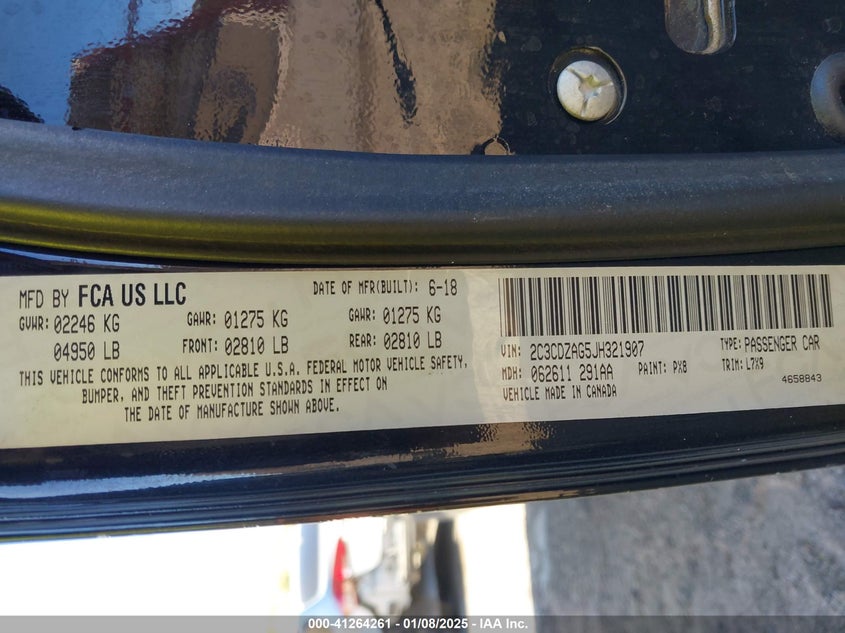 MFD BY FCA US LLC DATE OF MFR(BUILT): 6-18
GVWR: 02246 KG GAWR: 01275 KG GAWR: 01275 KG
04950 LB FRONT: 02810 LB REAR: 02810 LB
THIS VEHICLE CONFORMS TO ALL APPLICABLE U.S.A. FEDERAL MOTOR VEHICLE SAFETY,
BUMPER, AND THEFT PREVENTION STANDARDS IN EFFECT ON
THE DATE OF MANUFACTURE SHOWN ABOVE.
VIN: 2C3CDZAG5JH321907 TYPE: PASSENGER CAR
MDH: 062611 291AA PAINT: PX8 TRIM: L7X9
VEHICLE MADE IN CANADA 4658843
000-41264261 - 01/08/2025 - IAA Inc.